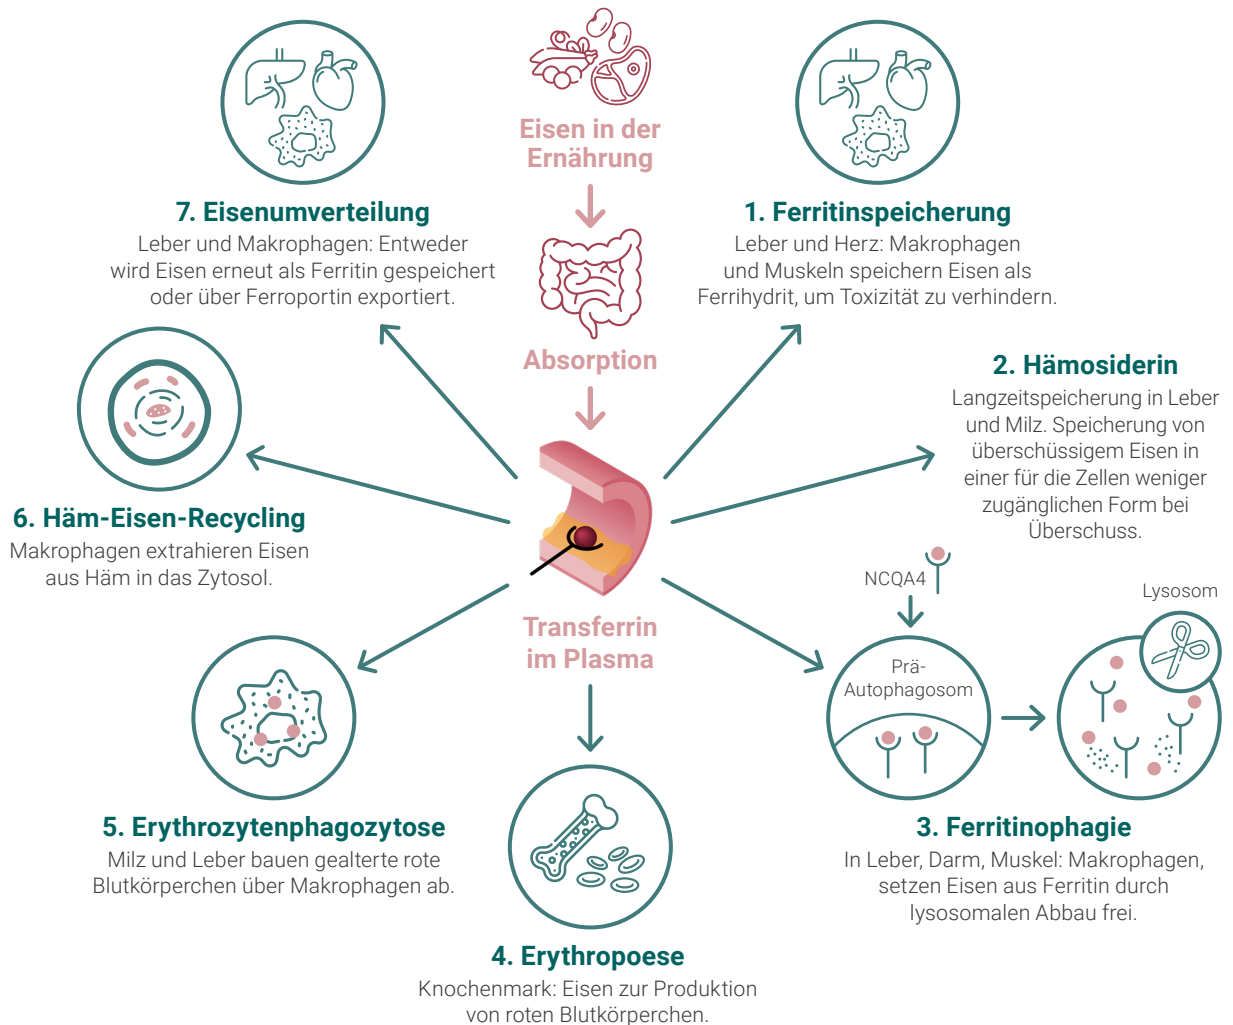 Eisen in der
Ernährung
Absorption
Transferrin
im Plasma
1. Ferritinspeicherung
Leber und Herz: Makrophagen
und Muskeln speichern Eisen als
Ferrihydrit, um Toxizität zu verhindern.
2. Hämosiderin
Langzeitspeicherung in Leber
und Milz. Speicherung von
überschüssigem Eisen in
einer für die Zellen weniger
zugänglichen Form bei
Überschuss.
NCQA4
Prä-
Autophagosom
Lysosom
3. Ferritinophagie
In Leber, Darm, Muskel: Makrophagen,
setzen Eisen aus Ferritin durch
lysosomalen Abbau frei.
4. Erythropoese
Knochenmark: Eisen zur Produktion
von roten Blutkörperchen.
5. Erythrozytenphagozytose
Milz und Leber bauen gealterte rote
Blutkörperchen über Makrophagen ab.
6. Häm-Eisen-Recycling
Makrophagen extrahieren Eisen
aus Häm in das Zytosol.
7. Eisenumverteilung
Leber und Makrophagen: Entweder
wird Eisen erneut als Ferritin gespeichert
oder über Ferroportin exportiert.